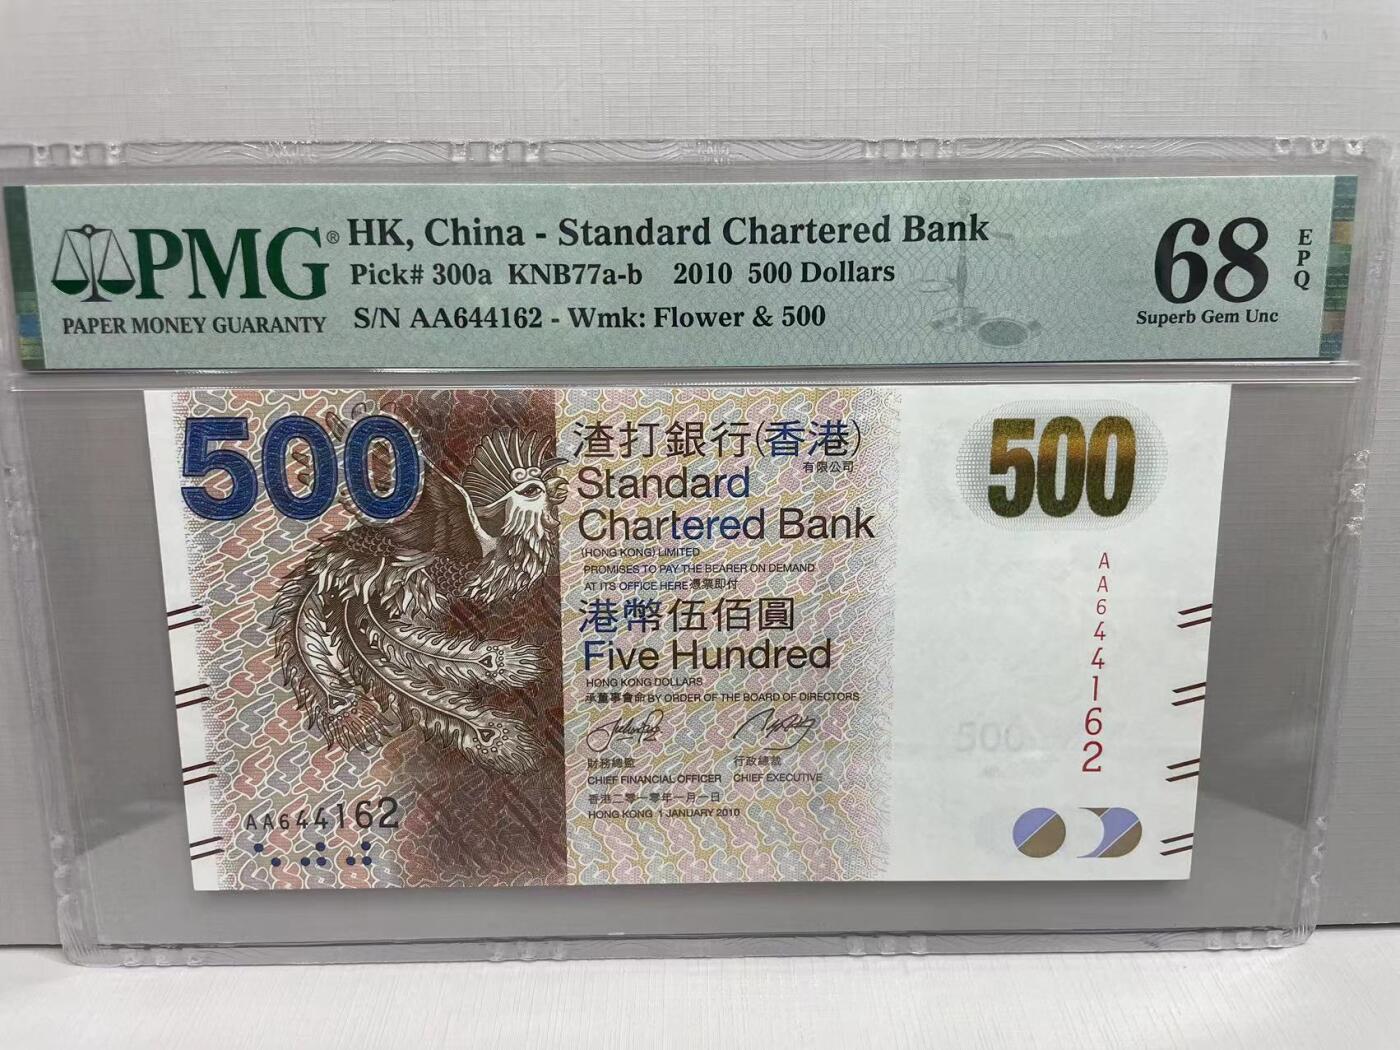 PMG®
PAPER MONEY GUARANTY
HK, China - Standard Chartered Bank
Pick# 300a KNB77a-b 2010 500 Dollars
S/N AA644162 - Wmk: Flower & 500
68
EPQ
Superb Gem Unc
500
渣打銀行(香港)
有限公司
Standard
Chartered Bank
(HONG KONG) LIMITED
PROMISES TO PAY THE BEARER ON DEMAND
AT ITS OFFICE HERE 憑票即付
港幣伍佰圓
Five Hundred
HONG KONG DOLLARS
承董事會命 BY ORDER OF THE BOARD OF DIRECTORS
財務總監 行政總裁
CHIEF FINANCIAL OFFICER CHIEF EXECUTIVE
香港二零一零年一月一日
HONG KONG 1 JANUARY 2010
AA644162
500
AA644162
500